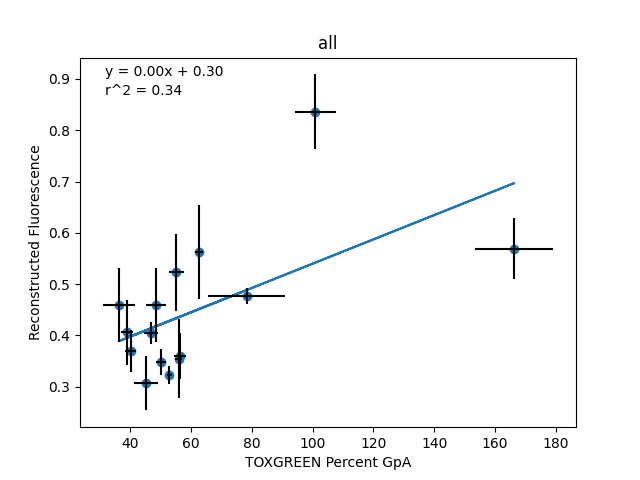 all
y = 0.00x + 0.30
r^2 = 0.34
0.9
0.8
0.7
0.6
0.5
0.4
0.3
Reconstructed Fluorescence
40 60 80 100 120 140 160 180
TOXGREEN Percent GpA